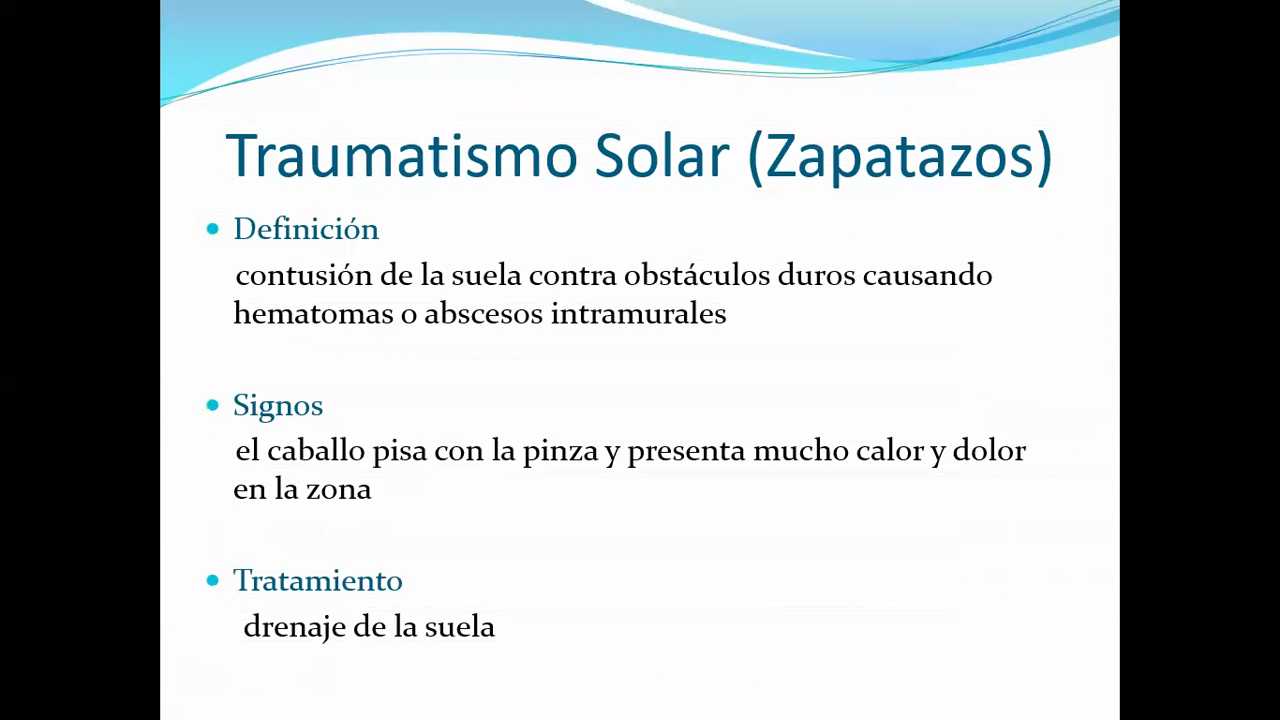 Traumatismo Solar (Zapatazos)
• Definición
contusión de la suela contra obstáculos duros causando
hematomas o abscesos intramurales
• Signos
el caballo pisa con la pinza y presenta mucho calor y dolor
en la zona
• Tratamiento
drenaje de la suela